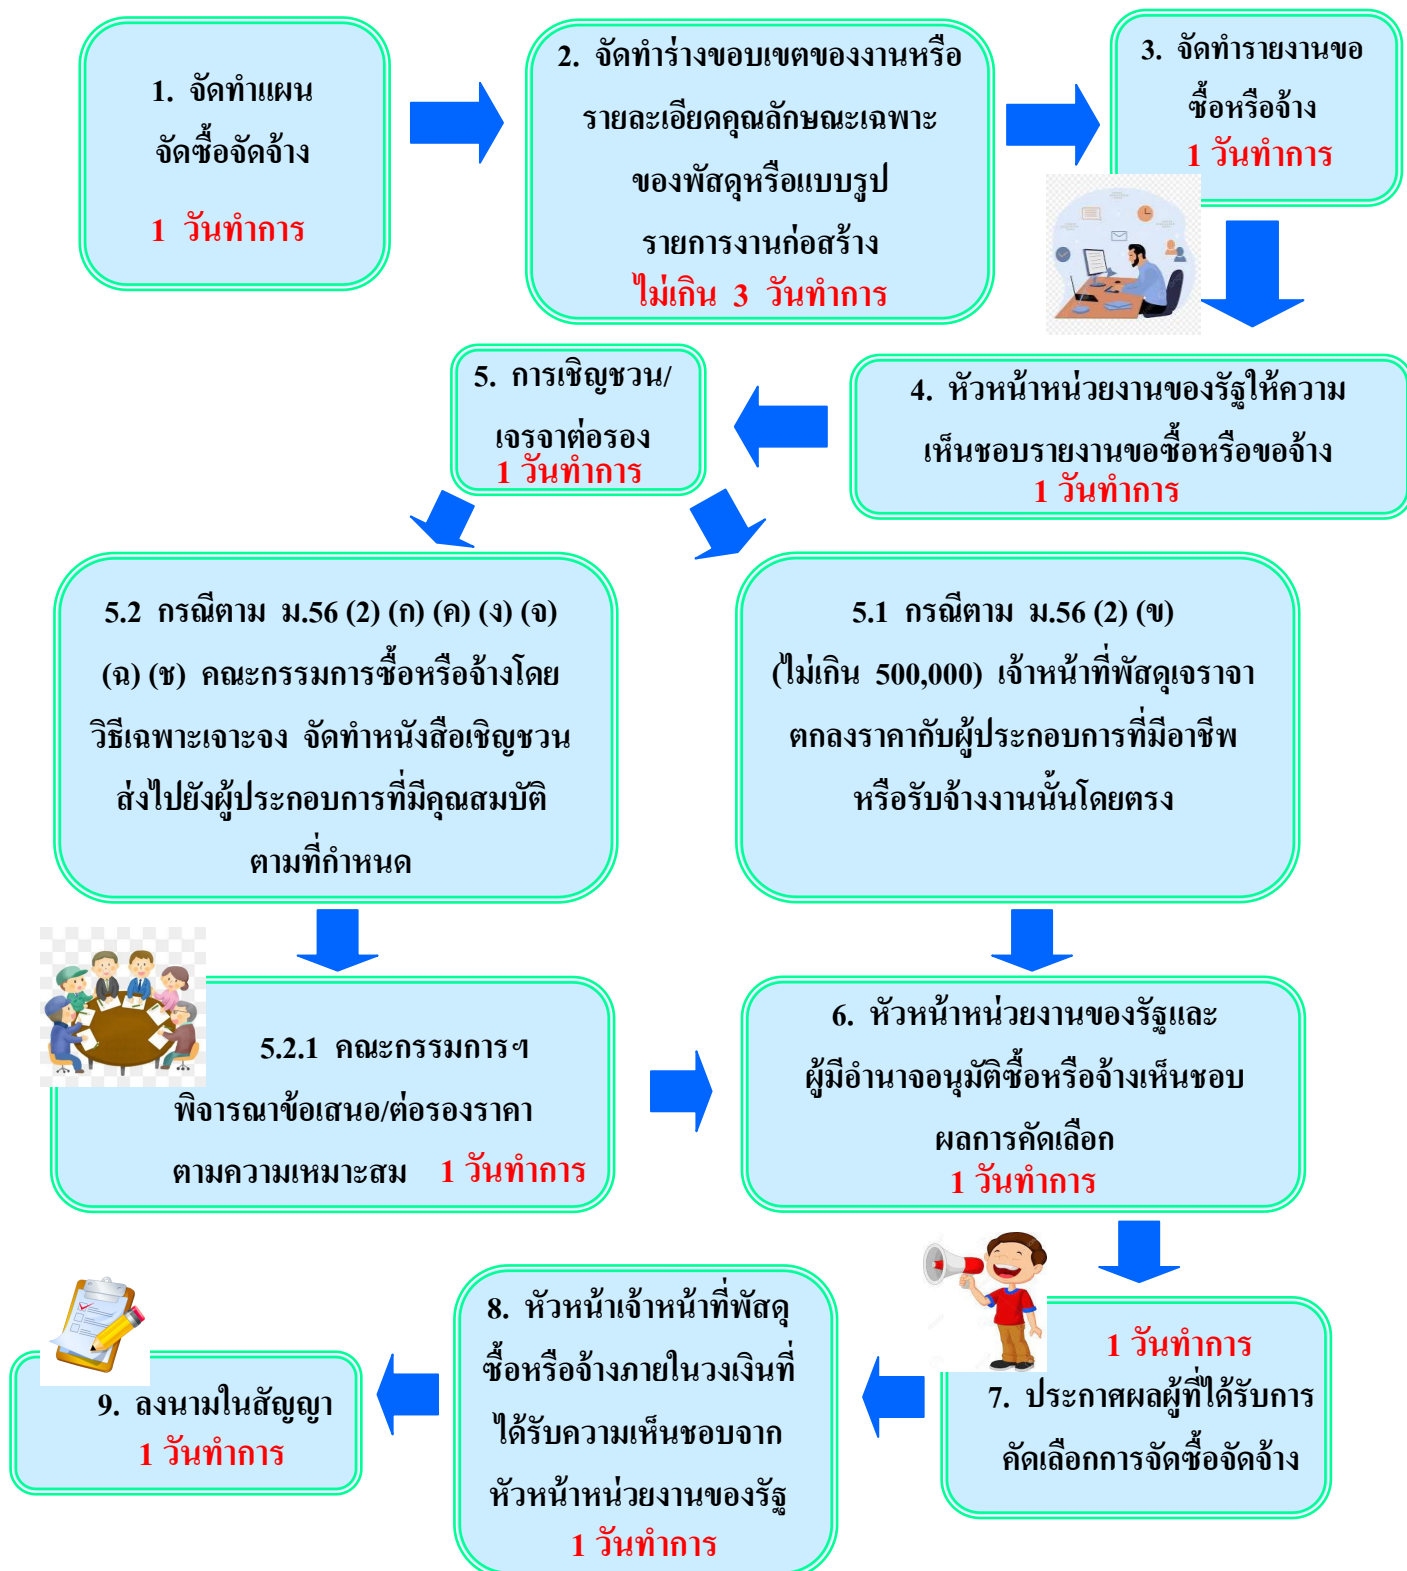 1. จัดทำแผน
จัดซื้อจัดจ้าง
1 วันทำการ
2. จัดทำร่างขอบเขตของงานหรือ
รายละเอียดคุณลักษณะเฉพาะ
ของพัสดุหรือแบบรูป
รายการงานก่อสร้าง
ไม่เกิน 3 วันทำการ
3. จัดทำรายงานขอ
ซื้อหรือจ้าง
1 วันทำการ
4. หัวหน้าหน่วยงานของรัฐให้ความ
เห็นชอบรายงานขอซื้อหรือขอจ้าง
1 วันทำการ
5. การเชิญชวน/
เจรจาต่อรอง
1 วันทำการ
5.2 กรณีตาม ม.56 (2) (ก) (ค) (ง) (จ)
(ฉ) (ช) คณะกรรมการซื้อหรือจ้างโดย
วิธีเฉพาะเจาะจง จัดทำหนังสือเชิญชวน
ส่งไปยังผู้ประกอบการที่มีคุณสมบัติ
ตามที่กำหนด
5.1 กรณีตาม ม.56 (2) (ข)
(ไม่เกิน 500,000) เจ้าหน้าที่พัสดุเจราจา
ตกลงราคากับผู้ประกอบการที่มีอาชีพ
หรือรับจ้างงานนั้นโดยตรง
5.2.1 คณะกรรมการฯ
พิจารณาข้อเสนอ/ต่อรองราคา
ตามความเหมาะสม 1 วันทำการ
6. หัวหน้าหน่วยงานของรัฐและ
ผู้มีอำนาจอนุมัติซื้อหรือจ้างเห็นชอบ
ผลการคัดเลือก
1 วันทำการ
1 วันทำการ
7. ประกาศผลผู้ที่ได้รับการ
คัดเลือกการจัดซื้อจัดจ้าง
8. หัวหน้าเจ้าหน้าที่พัสดุ
ซื้อหรือจ้างภายในวงเงินที่
ได้รับความเห็นชอบจาก
หัวหน้าหน่วยงานของรัฐ
1 วันทำการ
9. ลงนามในสัญญา
1 วันทำการ